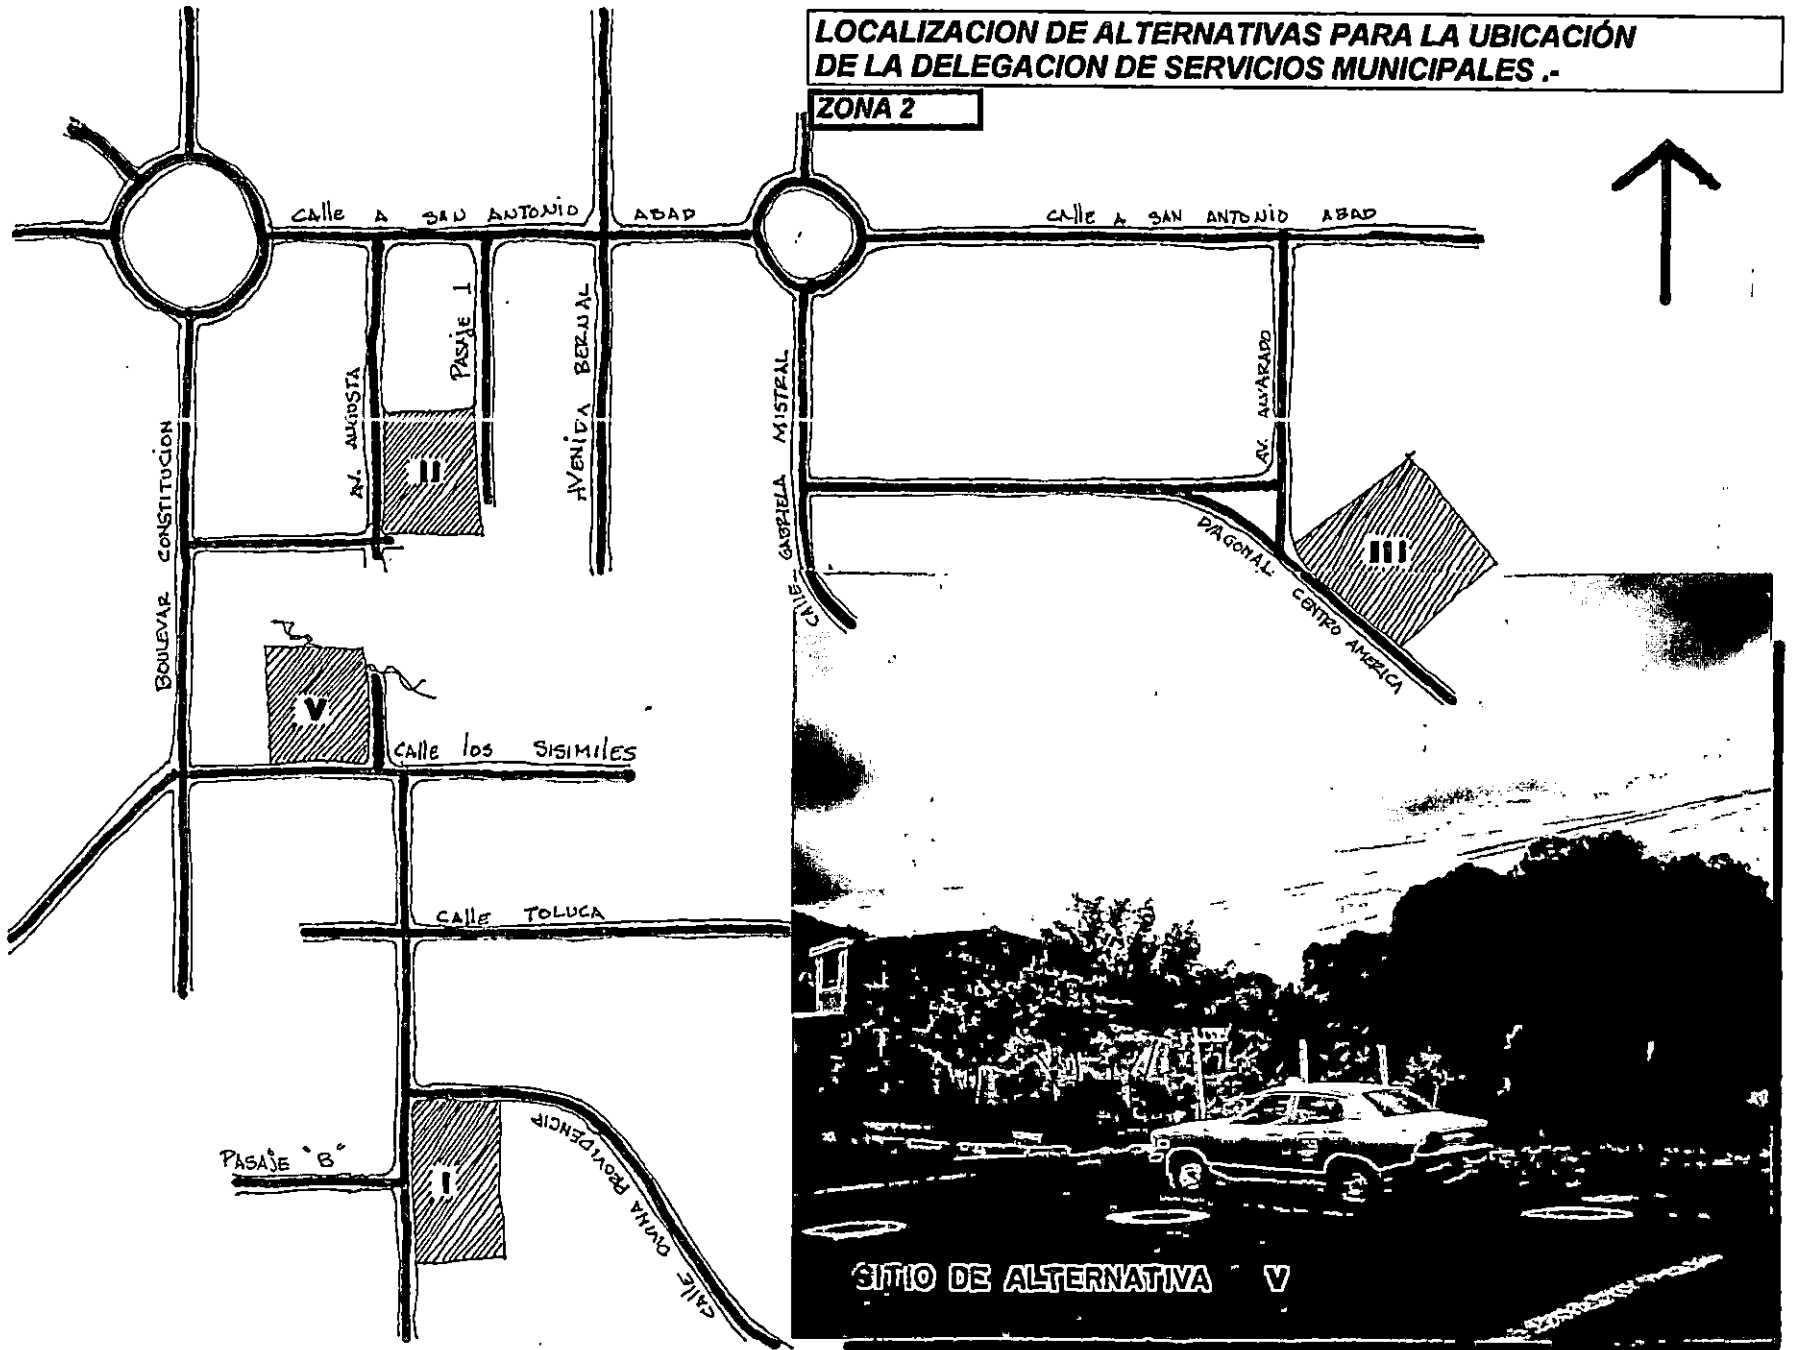 LOCALIZACION DE ALTERNATIVAS PARA LA UBICACIÓN
DE LA DELEGACION DE SERVICIOS MUNICIPALES .-
ZONA 2
CAllE A SAN ANTONIO ABAD
CAllE A SAN ANTONIO ABAD
BOULEVAR CONSTITUCION
AV. AUGUSTA
PASAJE I
AVENIDA BERNAL
CALLE GABRIELA MISTRAL
AV. ALVARADO
II
III
DIAGONAL CENTRO AMERICA
V
CAllE los SISIMILES
CAllE TOLUCA
PASAJE "B"
I
CAllE DIVINA PROVIDENCIA
SITIO DE ALTERNATIVA V